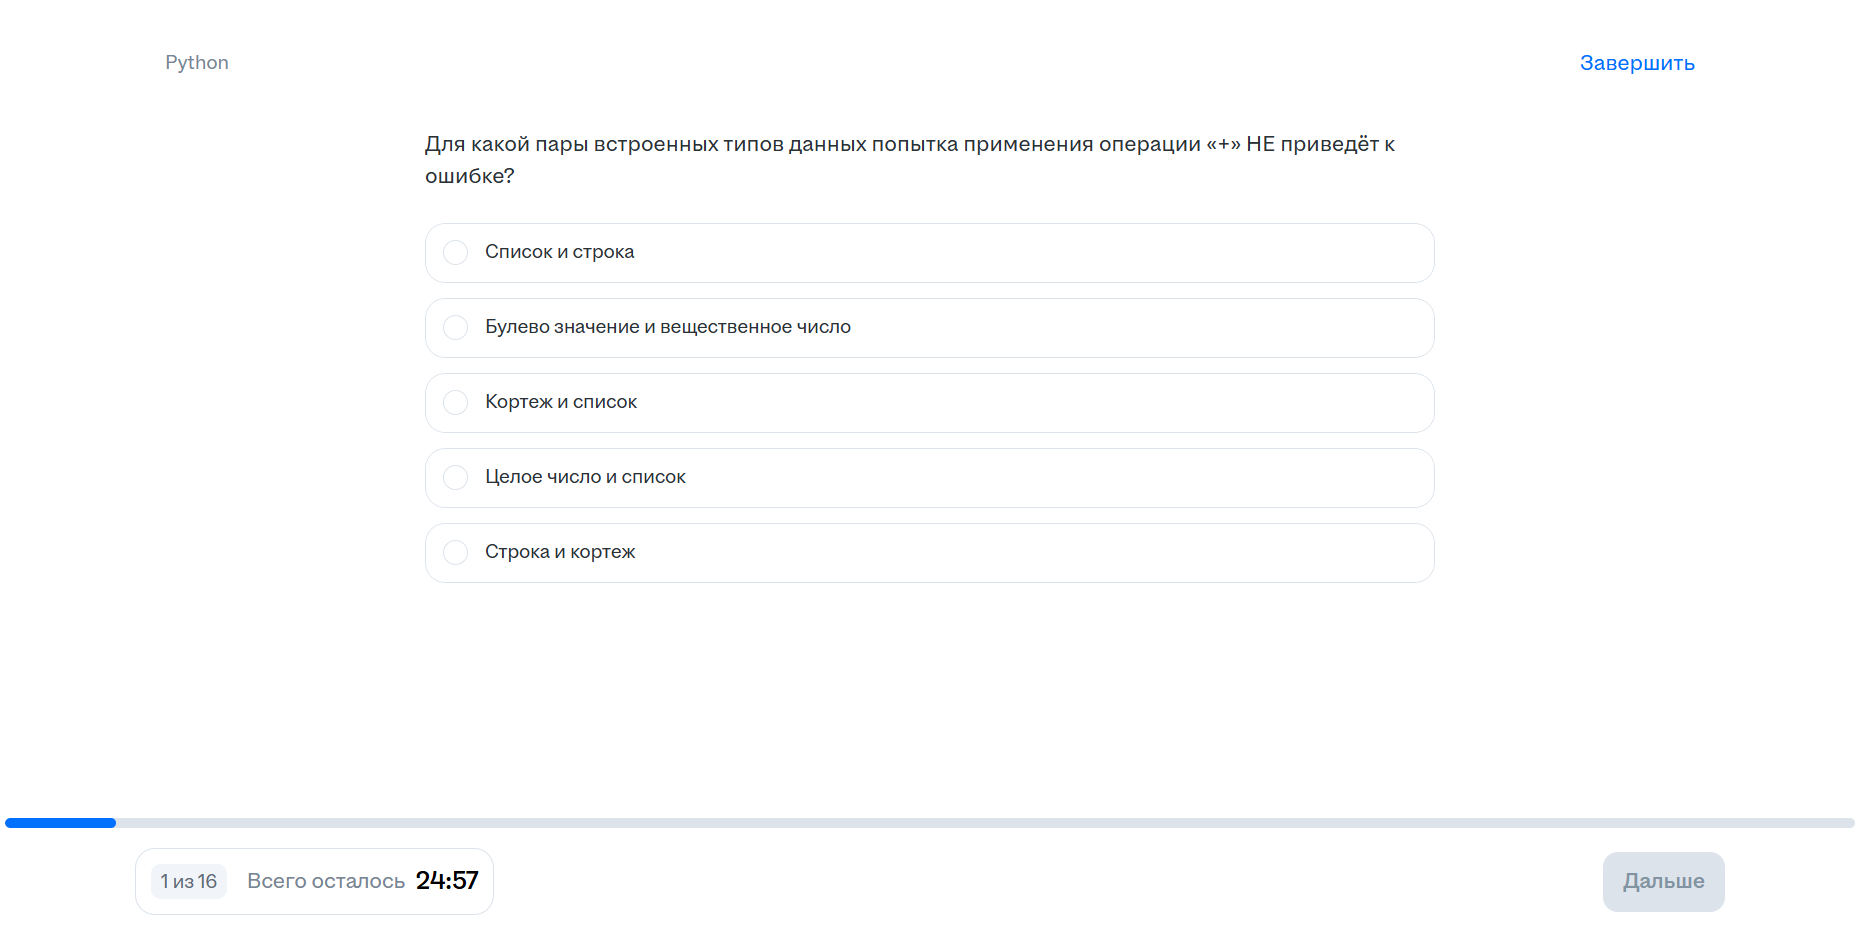 Python
Завершить
Для какой пары встроенных типов данных попытка применения операции «+» НЕ приведёт к
ошибке?
Список и строка
Булево значение и вещественное число
Кортеж и список
Целое число и список
Строка и кортеж
1 из 16
Всего осталось 24:57
Дальше